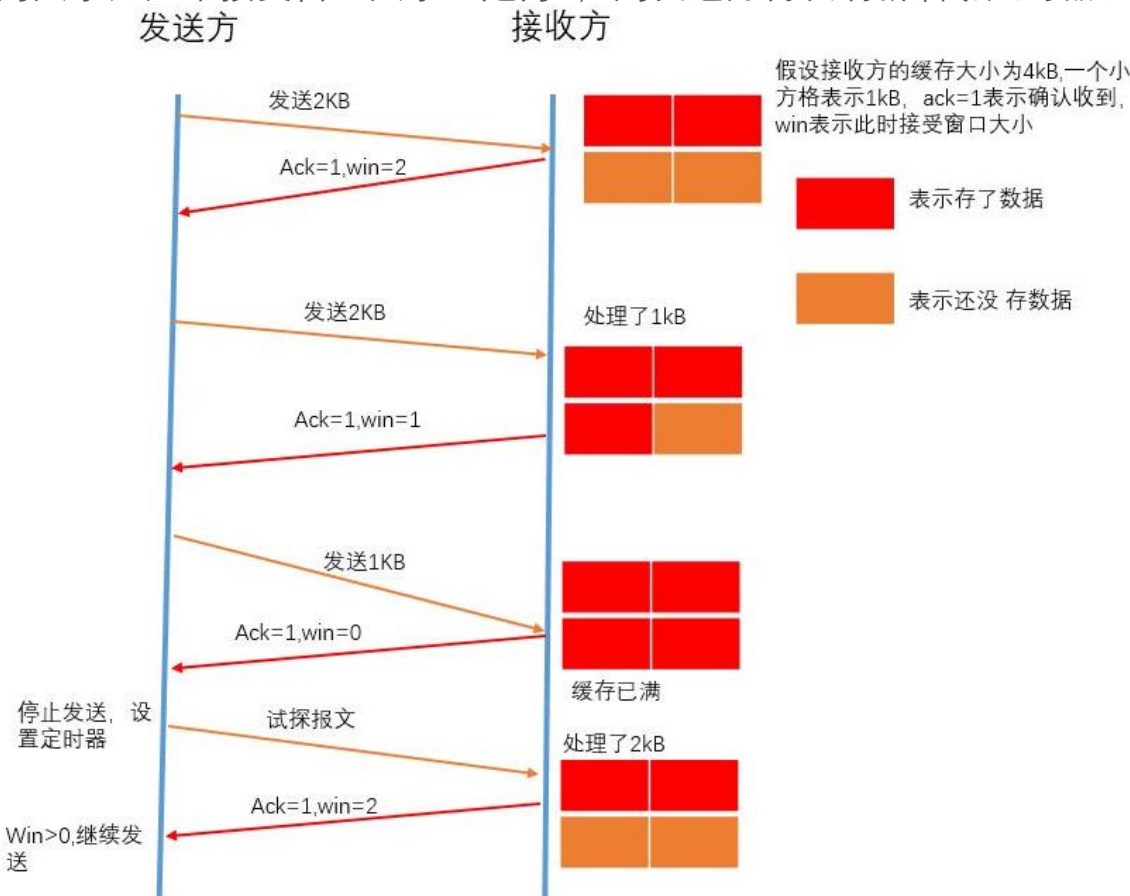 发送方
接收方
假设接收方的缓存大小为4kB,一个小
方格表示1kB，ack=1表示确认收到，
win表示此时接受窗口大小
发送2KB
Ack=1,win=2
表示存了数据
表示还没 存数据
发送2KB
处理了1kB
Ack=1,win=1
发送1KB
Ack=1,win=0
缓存已满
停止发送，设
置定时器
试探报文
处理了2kB
Ack=1,win=2
Win>0,继续发
送